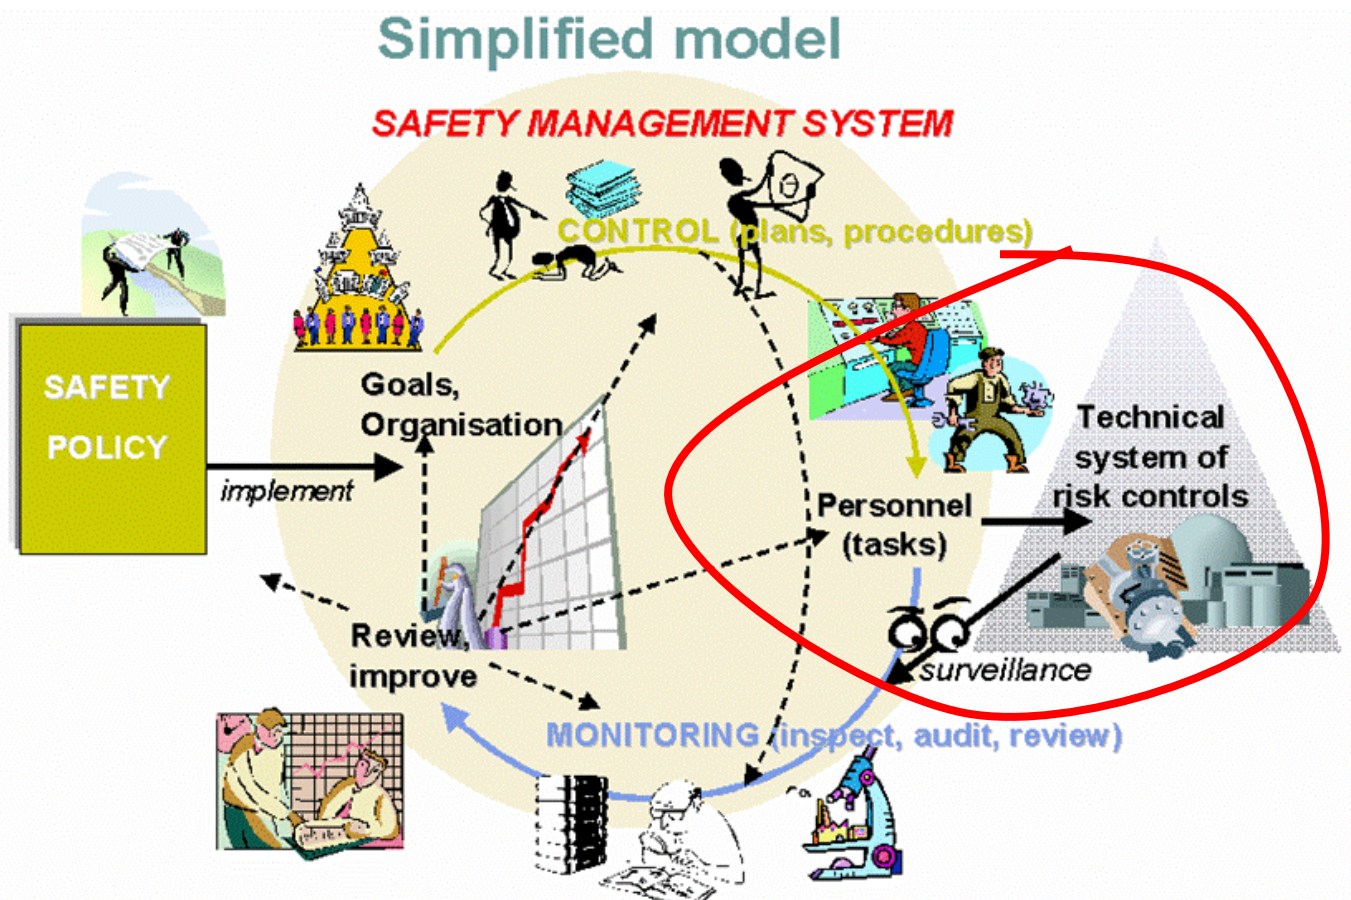 Simplified model
SAFETY MANAGEMENT SYSTEM
CONTROL (plans, procedures)
SAFETY
POLICY
implement
Goals,
Organisation
Technical
system of
risk controls
Personnel
(tasks)
Review,
improve
surveillance
MONITORING (inspect, audit, review)